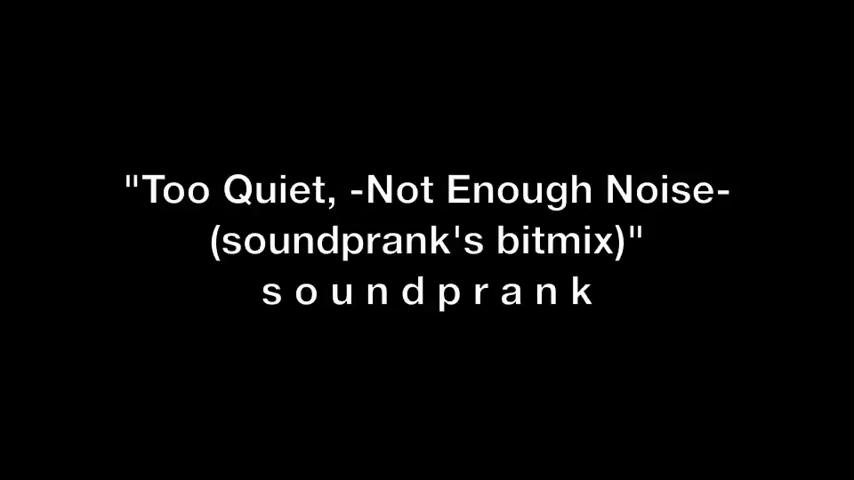 "Too Quiet, -Not Enough Noise-
(soundprank's bitmix)"
s o u n d p r a n k